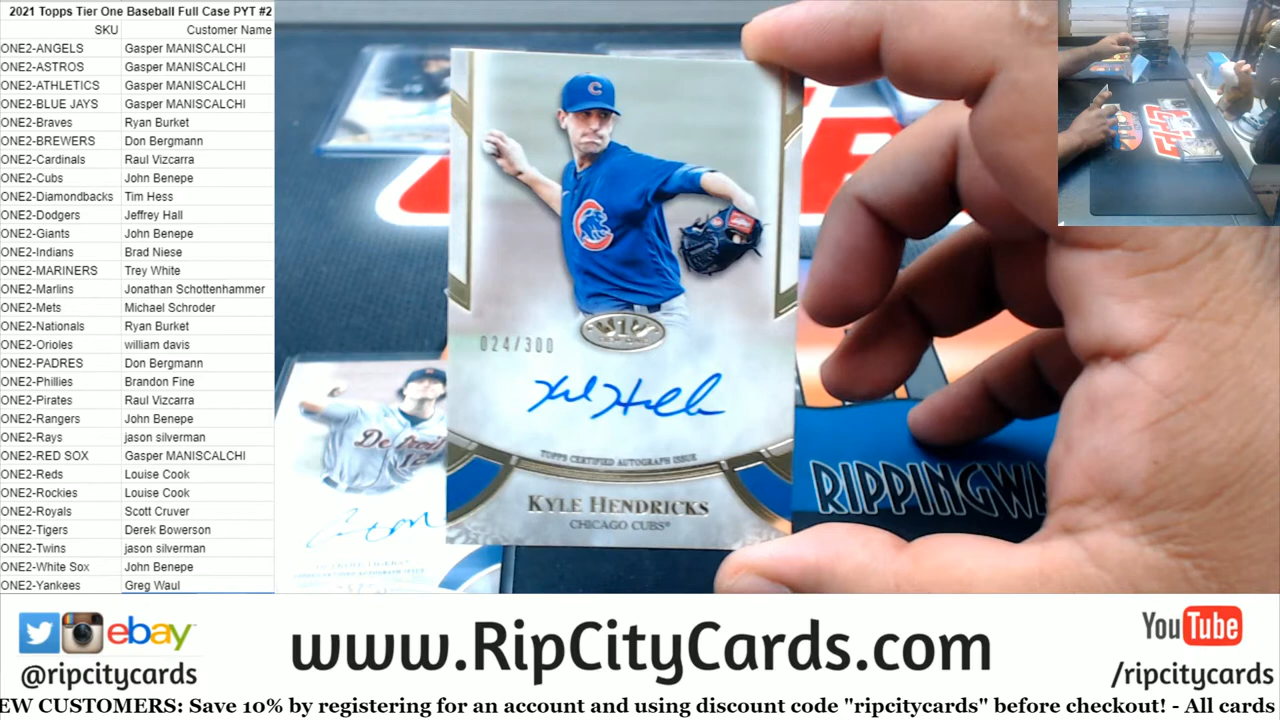 2021 Topps Tier One Baseball Full Case PYT #2
SKU Customer Name
ONE2-ANGELS Gasper MANISCALCHI
ONE2-ASTROS Gasper MANISCALCHI
ONE2-ATHLETICS Gasper MANISCALCHI
ONE2-BLUE JAYS Gasper MANISCALCHI
ONE2-Braves Ryan Burket
ONE2-BREWERS Don Bergmann
ONE2-Cardinals Raul Vizcarra
ONE2-Cubs John Benepe
ONE2-Diamondbacks Tim Hess
ONE2-Dodgers Jeffrey Hall
ONE2-Giants John Benepe
ONE2-Indians Brad Niese
ONE2-MARINERS Trey White
ONE2-Marlins Jonathan Schottenhammer
ONE2-Mets Michael Schroder
ONE2-Nationals Ryan Burket
ONE2-Orioles william davis
ONE2-PADRES Don Bergmann
ONE2-Phillies Brandon Fine
ONE2-Pirates Raul Vizcarra
ONE2-Rangers John Benepe
ONE2-Rays jason silverman
ONE2-RED SOX Gasper MANISCALCHI
ONE2-Reds Louise Cook
ONE2-Rockies Louise Cook
ONE2-Royals Scott Cruver
ONE2-Tigers Derek Bowerson
ONE2-Twins jason silverman
ONE2-White Sox John Benepe
ONE2-Yankees Greg Waul
C
024/300
TOPPS CERTIFIED AUTOGRAPH ISSUE
KYLE HENDRICKS
CHICAGO CUBS
Detroit
RIPPINGW
ebay
@ripcitycards
www.RipCityCards.com
YouTube
/ripcitycards
EW CUSTOMERS: Save 10% by registering for an account and using discount code "ripcitycards" before checkout! - All cards